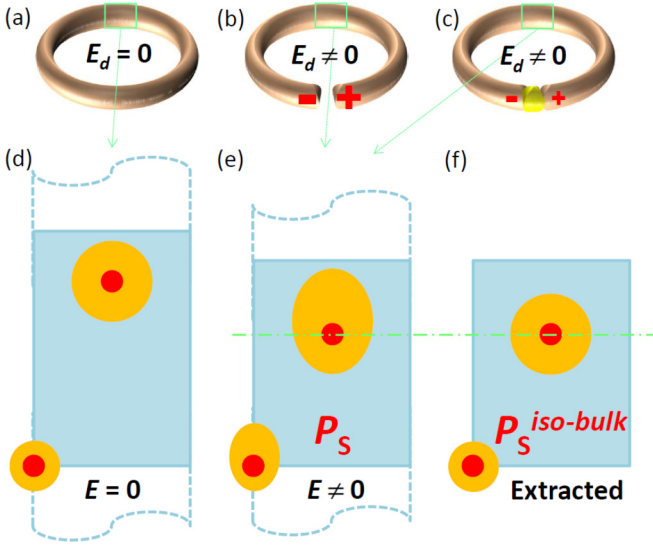 (a)
E_d = 0
(b)
E_d ≠ 0
- +
(c)
E_d ≠ 0
- +
(d)
E = 0
(e)
P_S
E ≠ 0
(f)
P_S^iso-bulk
Extracted